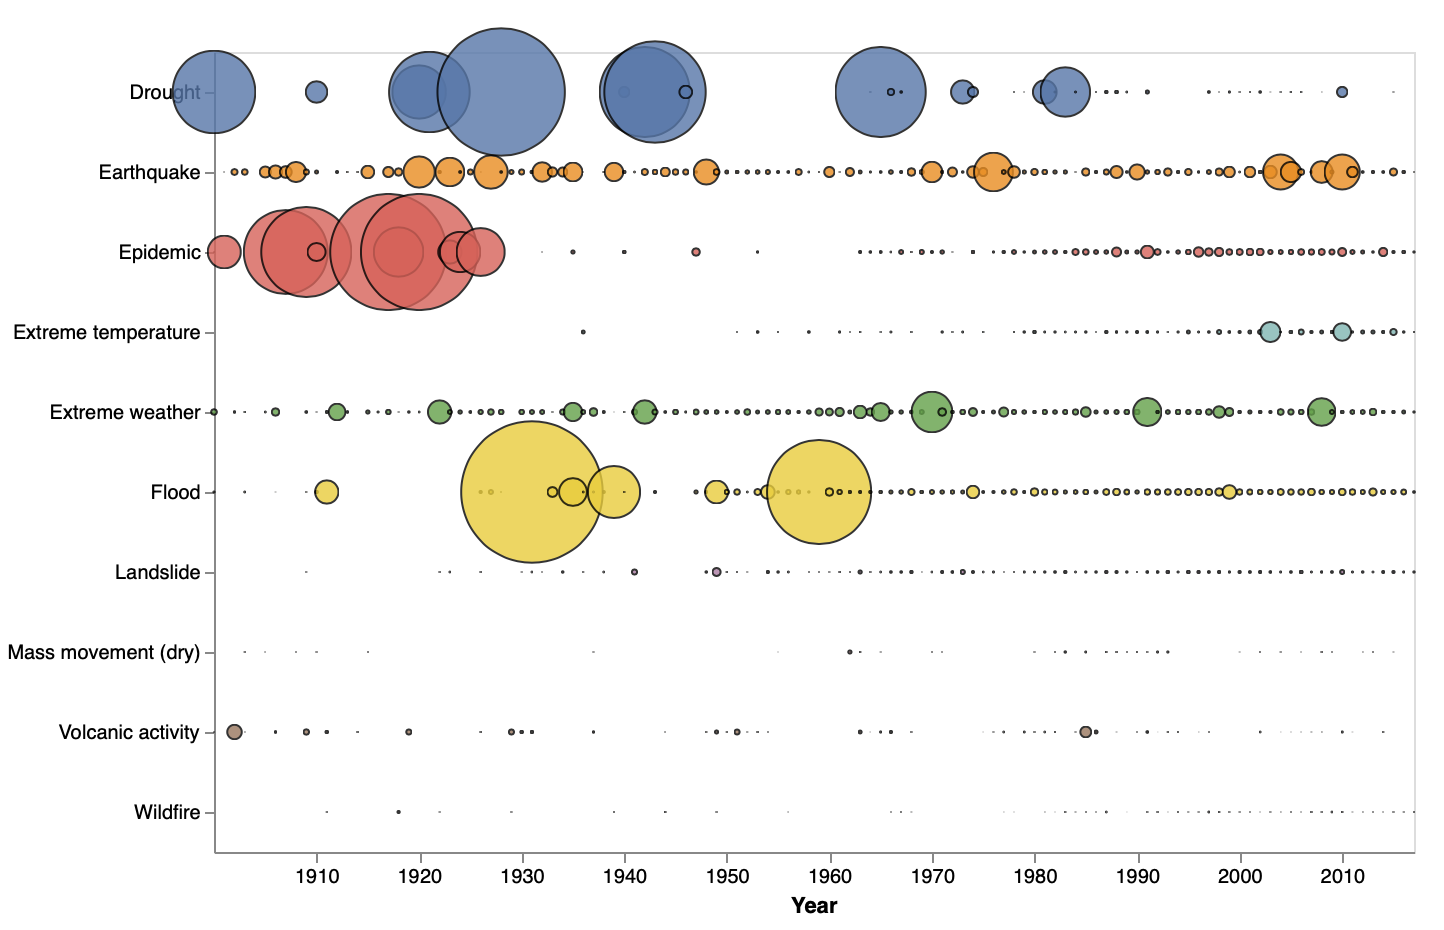 Drought
Earthquake
Epidemic
Extreme temperature
Extreme weather
Flood
Landslide
Mass movement (dry)
Volcanic activity
Wildfire
1910 1920 1930 1940 1950 1960 1970 1980 1990 2000 2010
Year